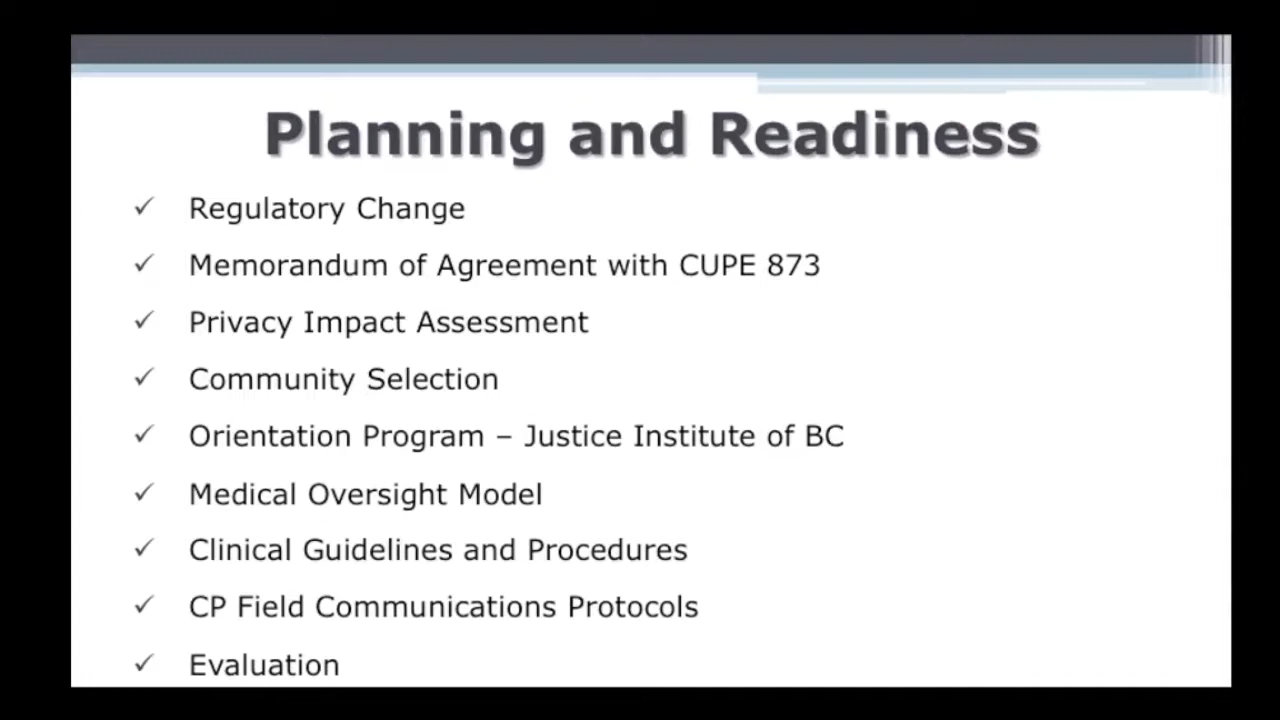 Planning and Readiness
✓ Regulatory Change
✓ Memorandum of Agreement with CUPE 873
✓ Privacy Impact Assessment
✓ Community Selection
✓ Orientation Program – Justice Institute of BC
✓ Medical Oversight Model
✓ Clinical Guidelines and Procedures
✓ CP Field Communications Protocols
✓ Evaluation